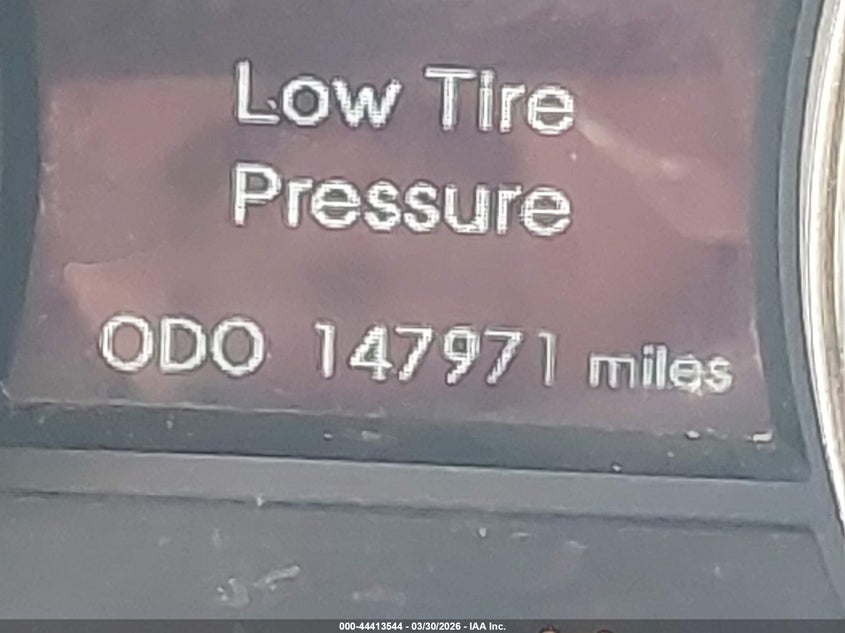 Low Tire
Pressure
ODO 147971 miles
000-44413544 - 03/30/2026 - IAA Inc.